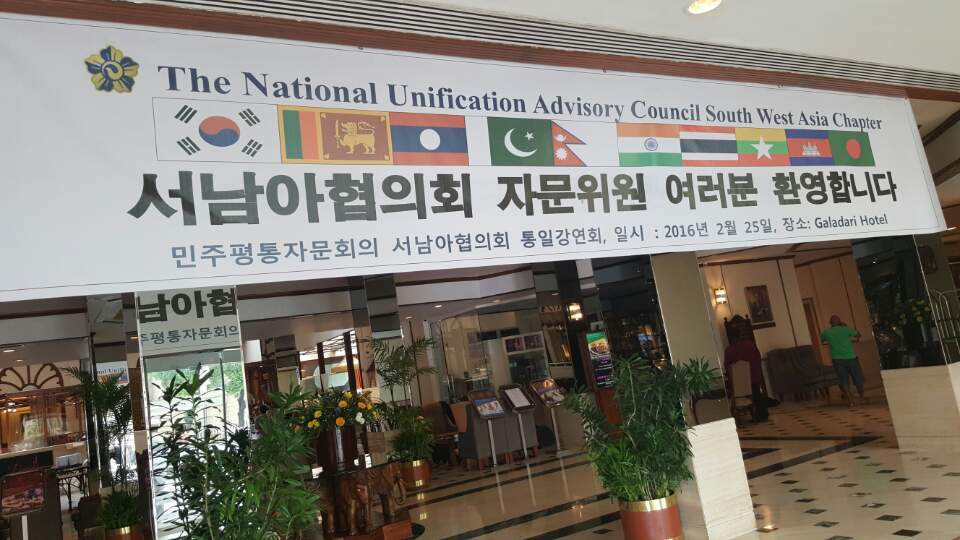 The National Unification Advisory Council South West Asia Chapter
서남아협의회 자문위원 여러분 환영합니다
민주평통자문회의 서남아협의회 통일강연회, 일시 : 2016년 2월 25일, 장소: Galadari Hotel
남아협
주평통자문회의